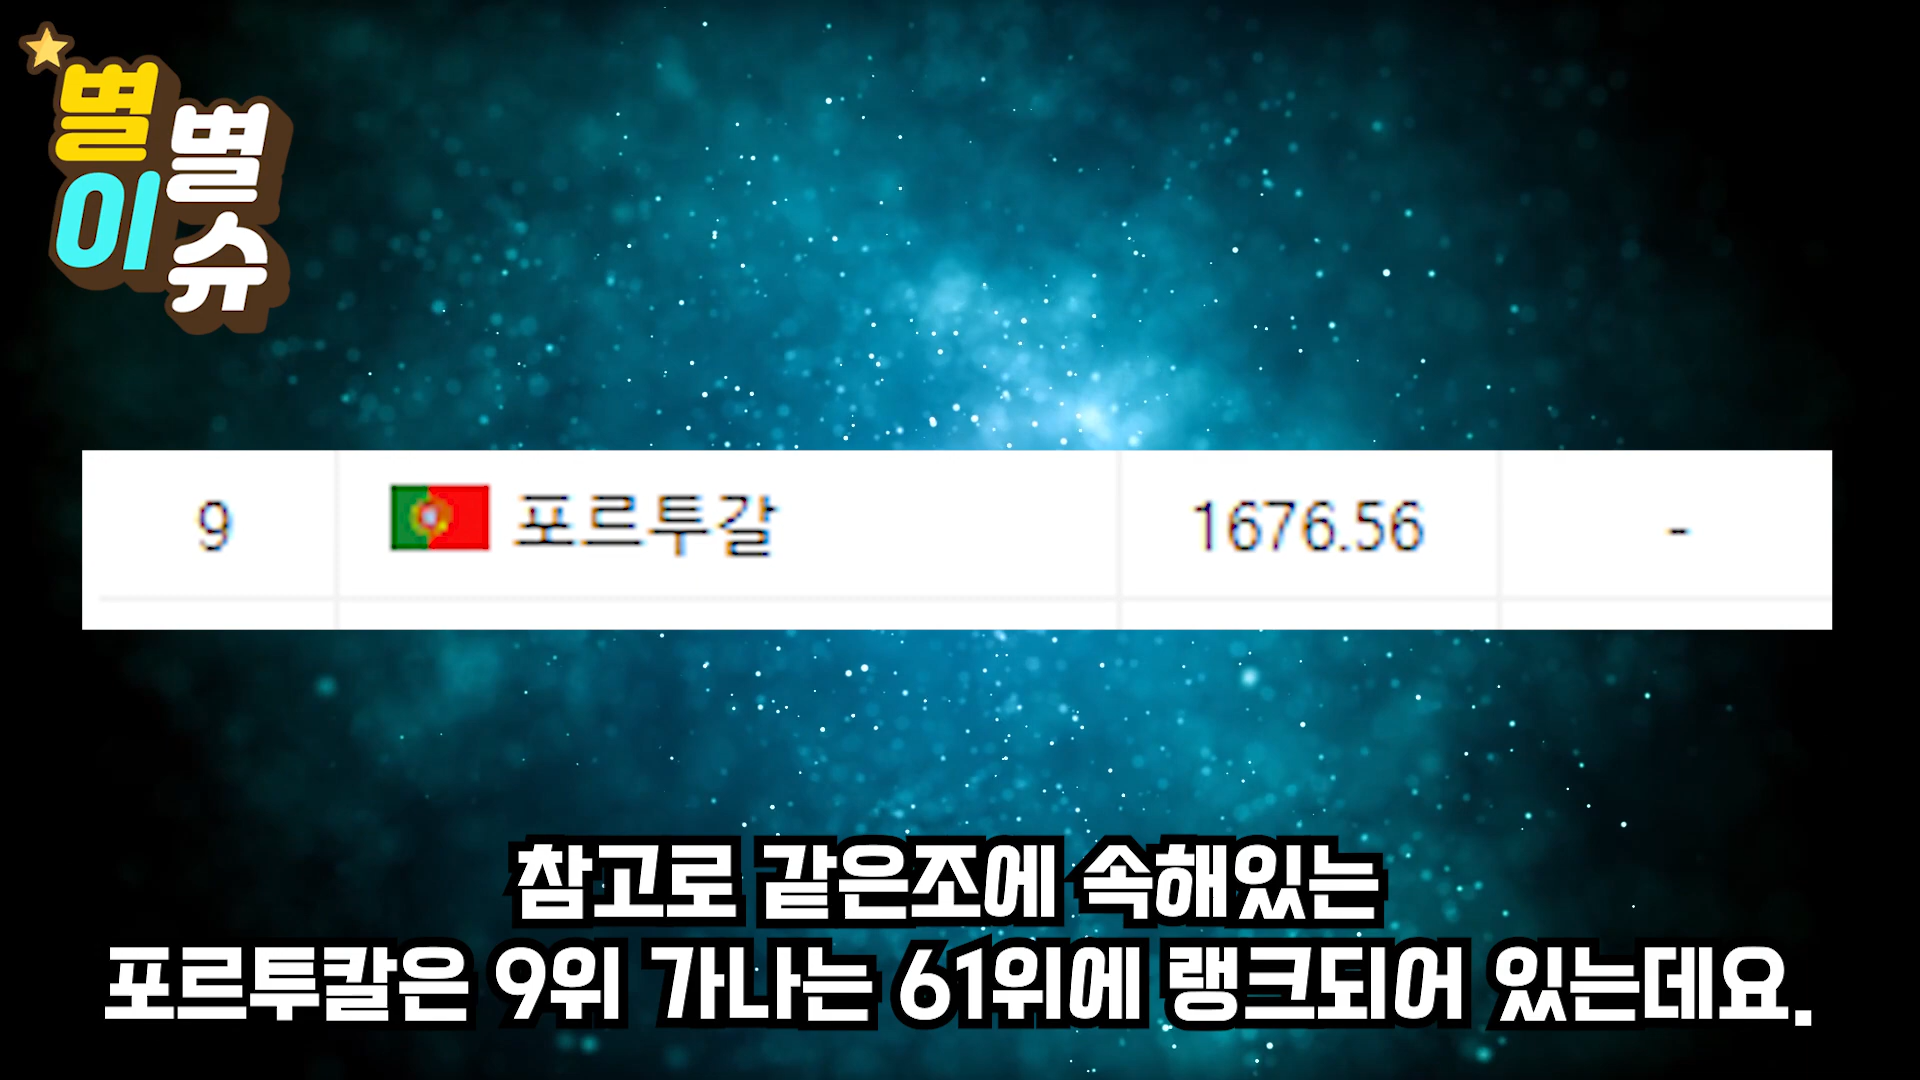 별별
이슈
9 포르투갈 1676.56 -
참고로 같은조에 속해있는
포르투칼은 9위 가나는 61위에 랭크되어 있는데요.